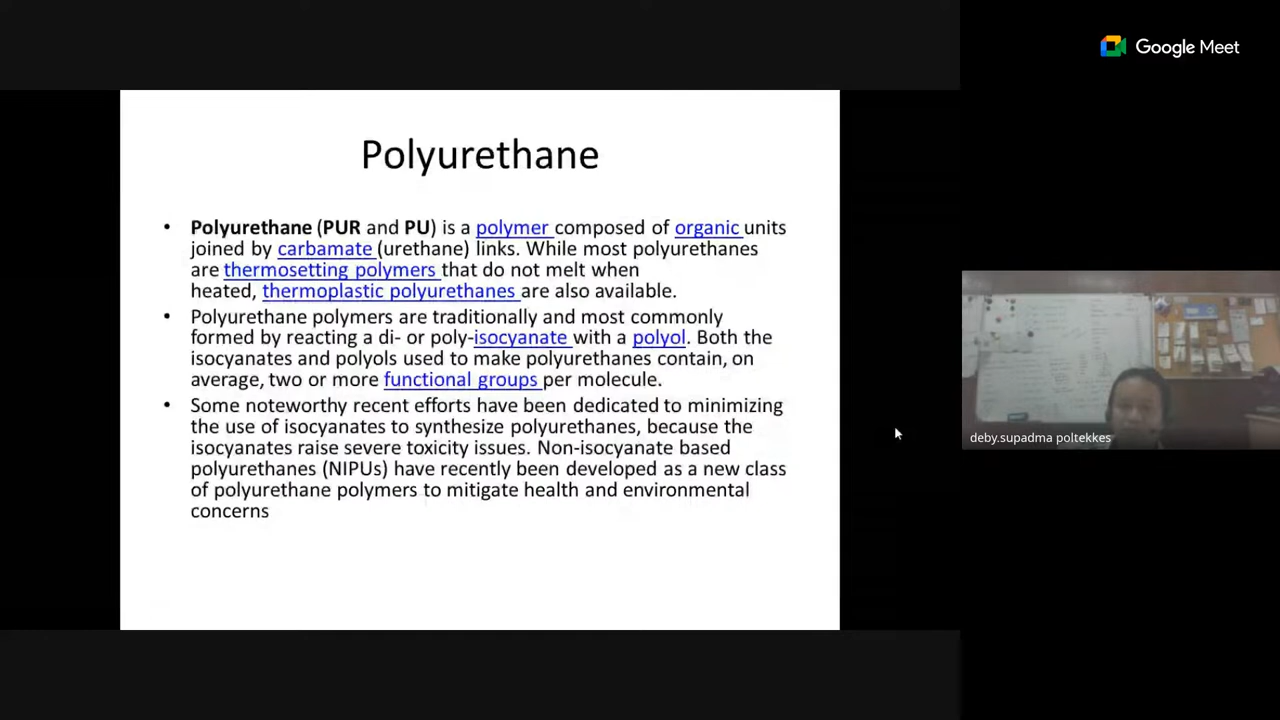 Google Meet
Polyurethane
• Polyurethane (PUR and PU) is a polymer composed of organic units
joined by carbamate (urethane) links. While most polyurethanes
are thermosetting polymers that do not melt when
heated, thermoplastic polyurethanes are also available.
• Polyurethane polymers are traditionally and most commonly
formed by reacting a di- or poly-isocyanate with a polyol. Both the
isocyanates and polyols used to make polyurethanes contain, on
average, two or more functional groups per molecule.
• Some noteworthy recent efforts have been dedicated to minimizing
the use of isocyanates to synthesize polyurethanes, because the
isocyanates raise severe toxicity issues. Non-isocyanate based
polyurethanes (NIPUs) have recently been developed as a new class
of polyurethane polymers to mitigate health and environmental
concerns
deby.supadma poltekkes